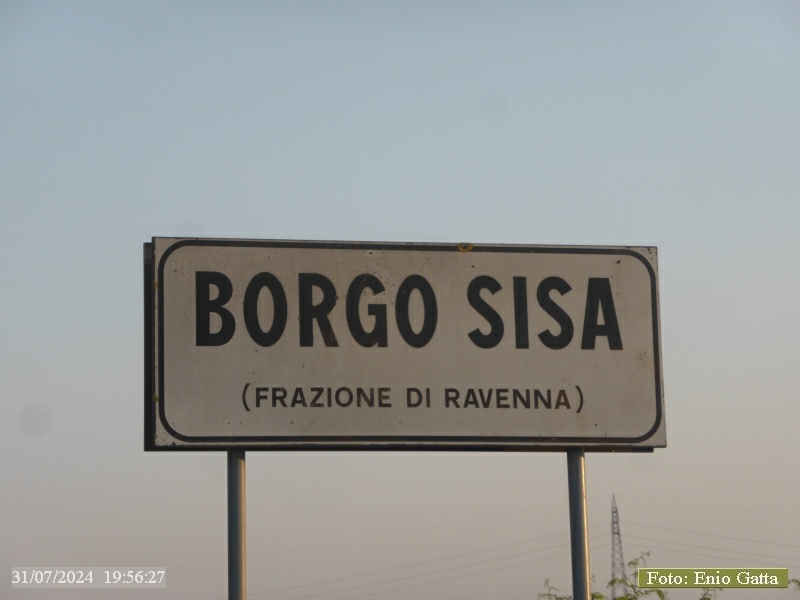 BORGO SISA
(FRAZIONE DI RAVENNA)
31/07/2024 19:56:27
Foto: Enio Gatta